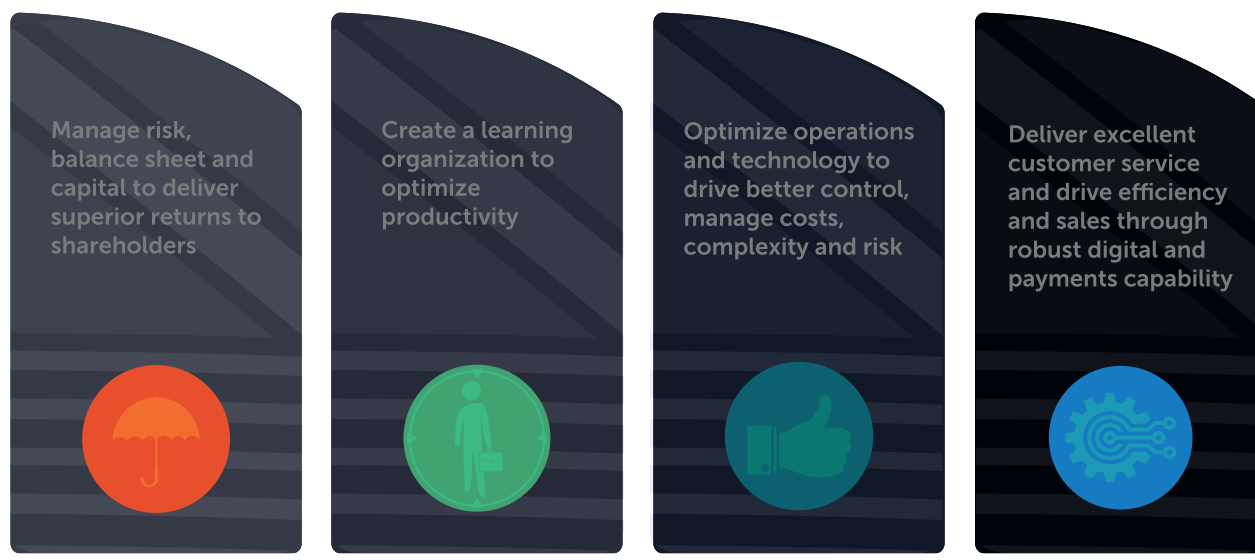 Manage risk,
balance sheet and
capital to deliver
superior returns to
shareholders
Create a learning
organization to
optimize
productivity
Optimize operations
and technology to
drive better control,
manage costs,
complexity and risk
Deliver excellent
customer service
and drive efficiency
and sales through
robust digital and
payments capability